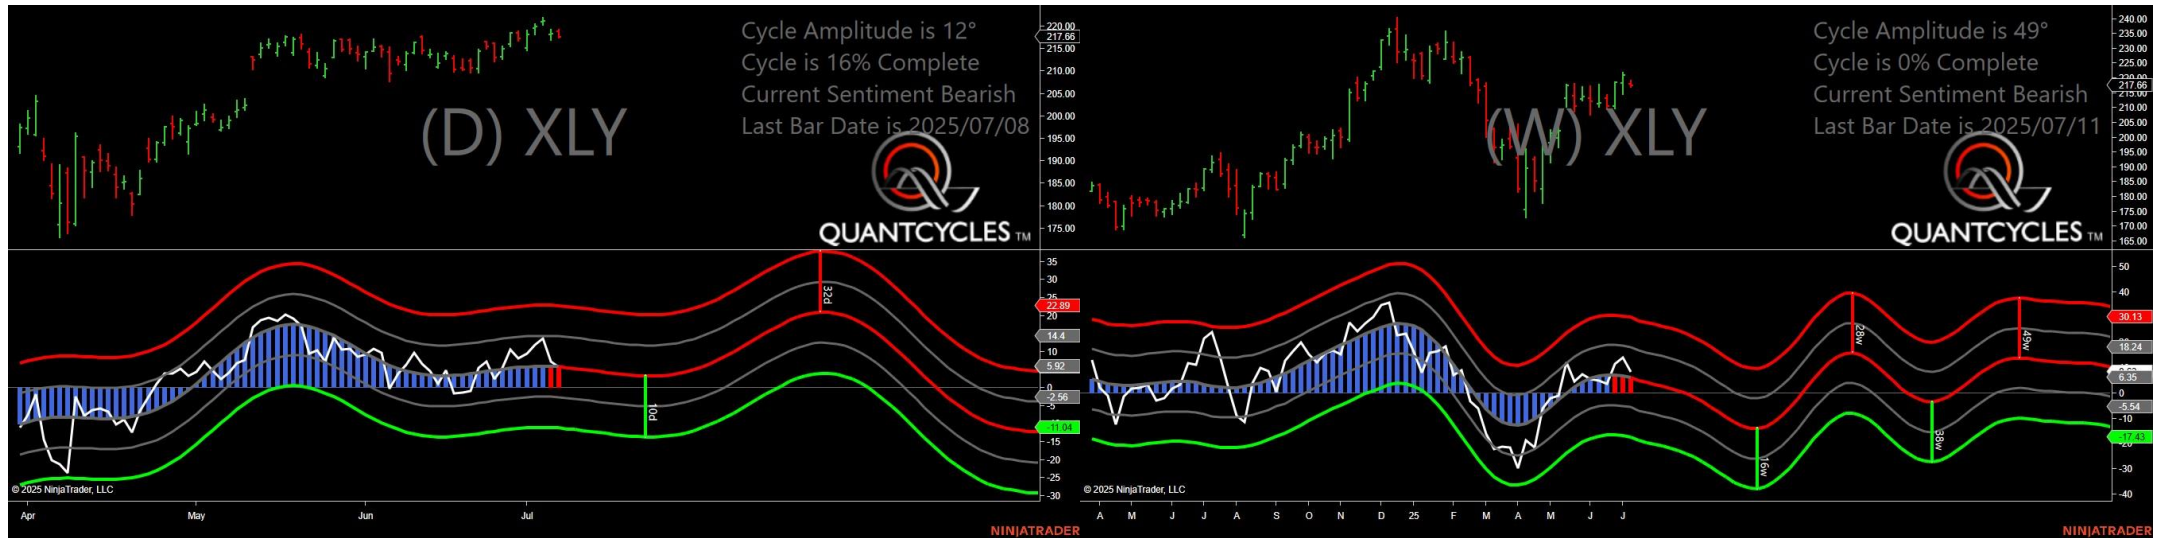 Cycle Amplitude is 12°
Cycle is 16% Complete
Current Sentiment Bearish
Last Bar Date is 2025/07/08
(D) XLY
QUANTCYCLES TM
220.00
217.66
215.00
210.00
205.00
200.00
195.00
190.00
185.00
180.00
175.00
35
30
25
22.89
20
14.4
10
5.92
0
-2.56
-5
-11.04
-15
-20
-25
-30
32d
10d
© 2025 NinjaTrader, LLC
Apr May Jun Jul
NINJATRADER
Cycle Amplitude is 49°
Cycle is 0% Complete
Current Sentiment Bearish
Last Bar Date is 2025/07/11
(W) XLY
QUANTCYCLES TM
240.00
235.00
230.00
225.00
217.66
210.00
205.00
200.00
195.00
190.00
185.00
180.00
175.00
170.00
165.00
50
40
30.13
18.24
6.35
0
-5.54
-10
-17.43
-30
-40
28w
49w
16w
38w
© 2025 NinjaTrader, LLC
A M J J A S O N D 25 F M A M J J
NINJATRADER